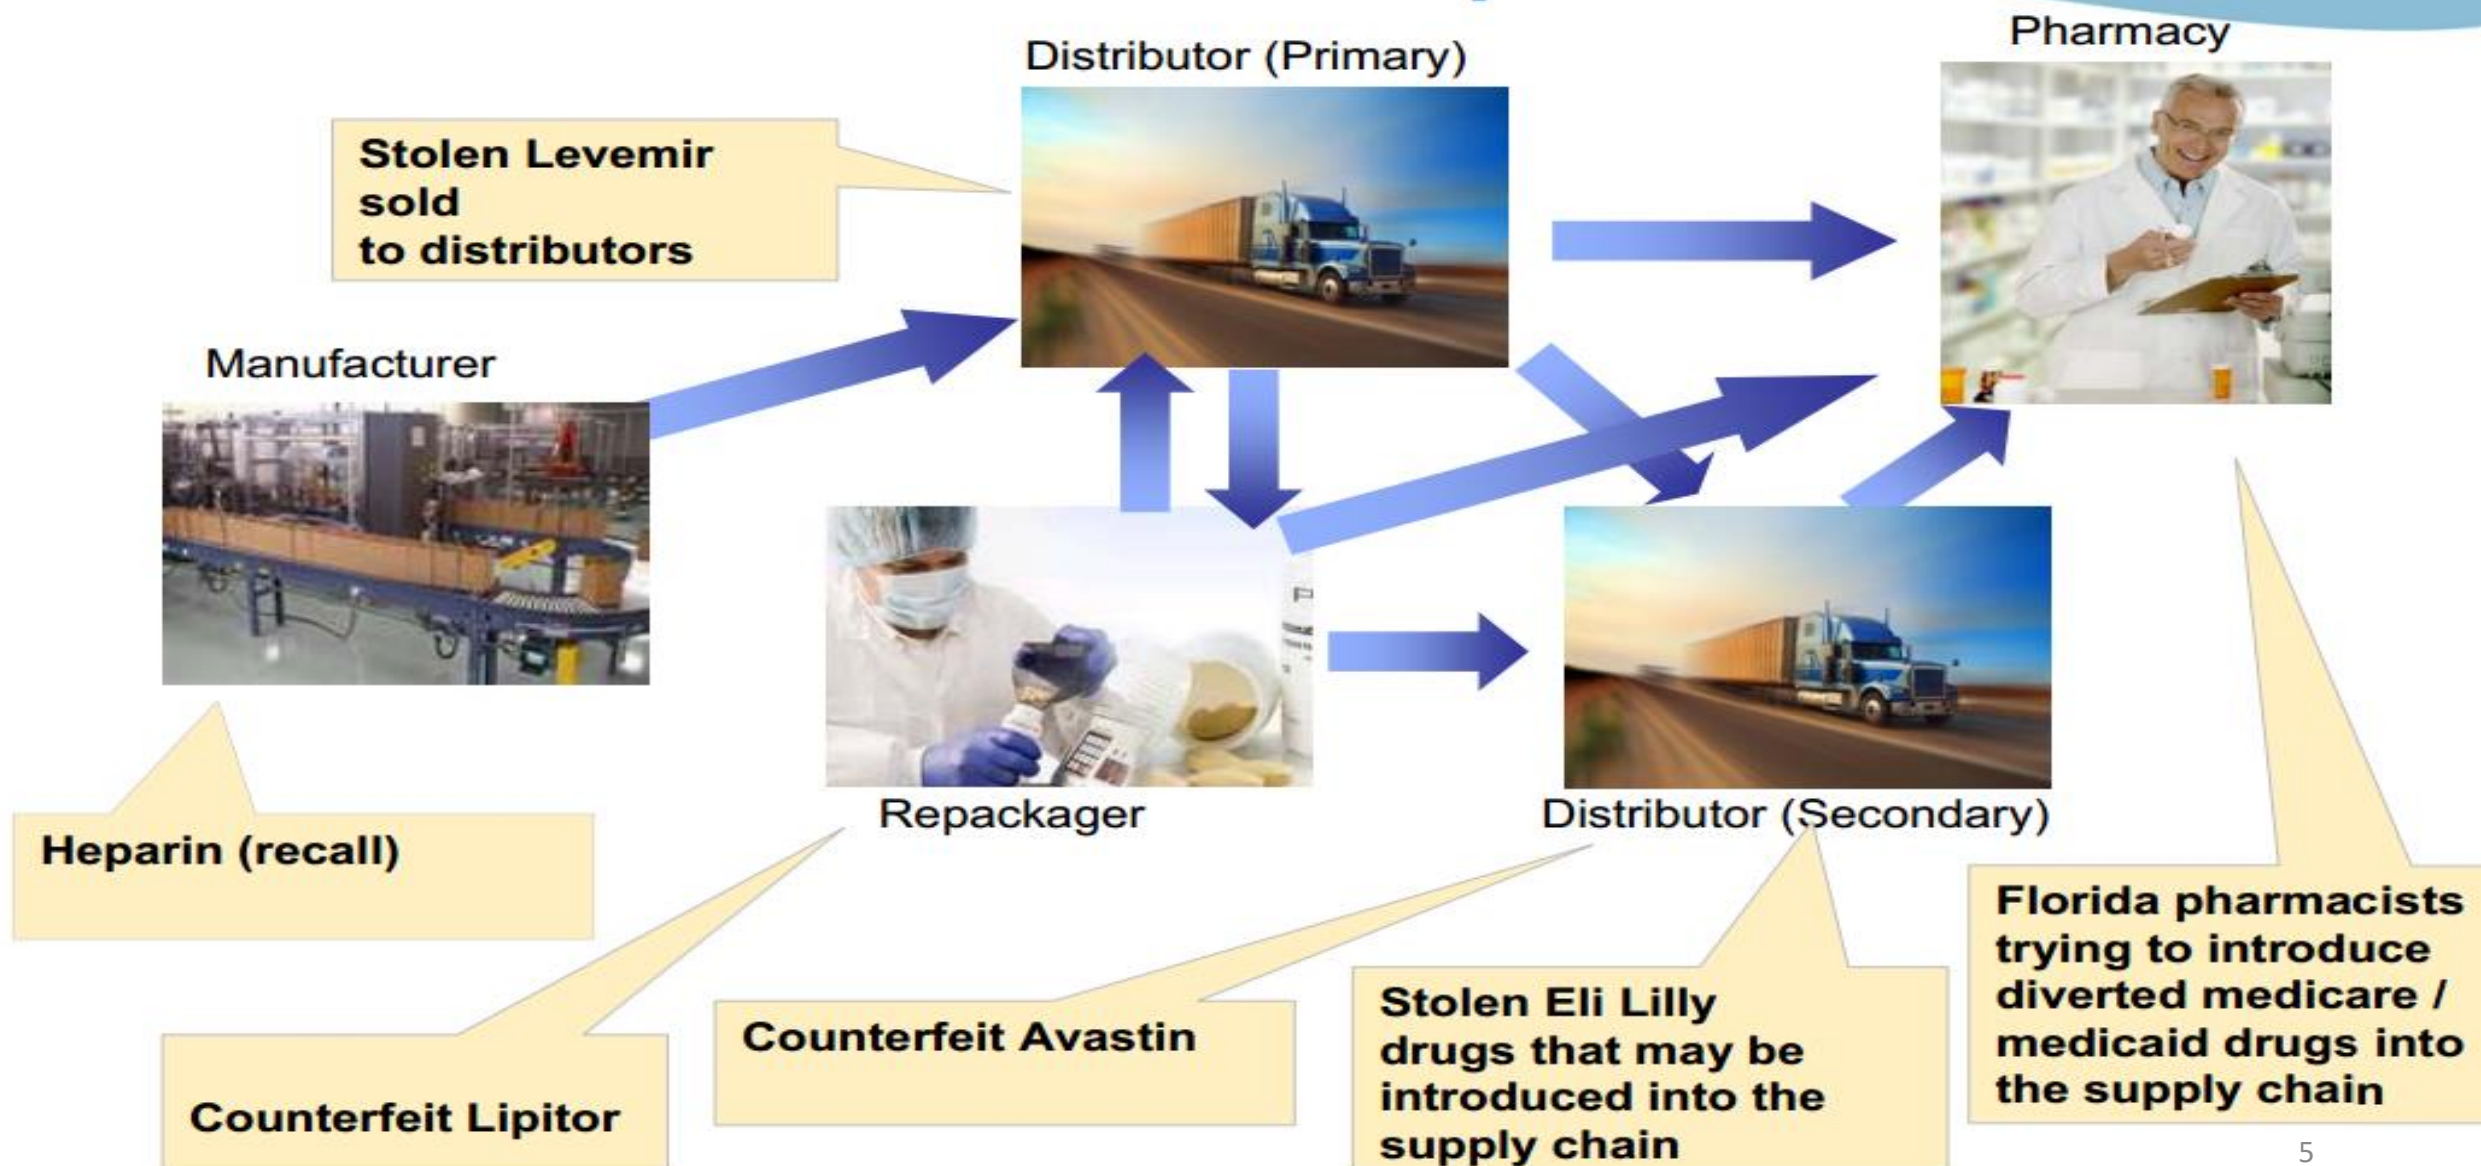 Distributor (Primary)
Pharmacy
Stolen Levemir
sold
to distributors
Manufacturer
Repackager
Distributor (Secondary)
Heparin (recall)
Counterfeit Lipitor
Counterfeit Avastin
Stolen Eli Lilly
drugs that may be
introduced into the
supply chain
Florida pharmacists
trying to introduce
diverted medicare /
medicaid drugs into
the supply chain
5